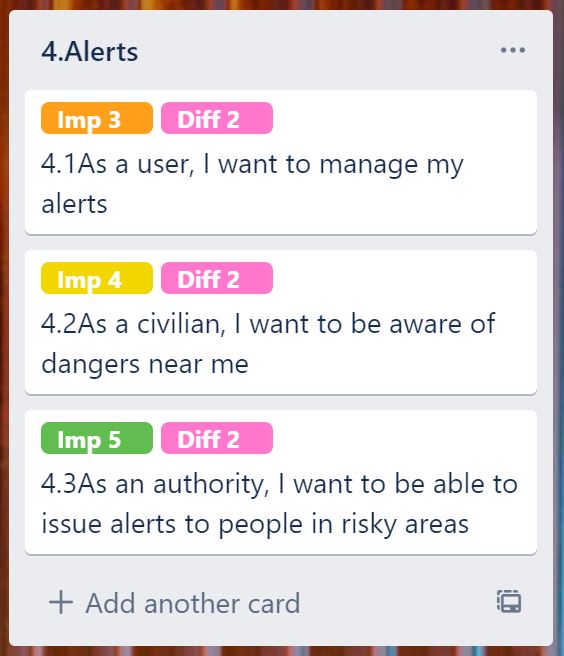 4.Alerts
Imp 3 Diff 2
4.1As a user, I want to manage my
alerts
Imp 4 Diff 2
4.2As a civilian, I want to be aware of
dangers near me
Imp 5 Diff 2
4.3As an authority, I want to be able to
issue alerts to people in risky areas
Add another card